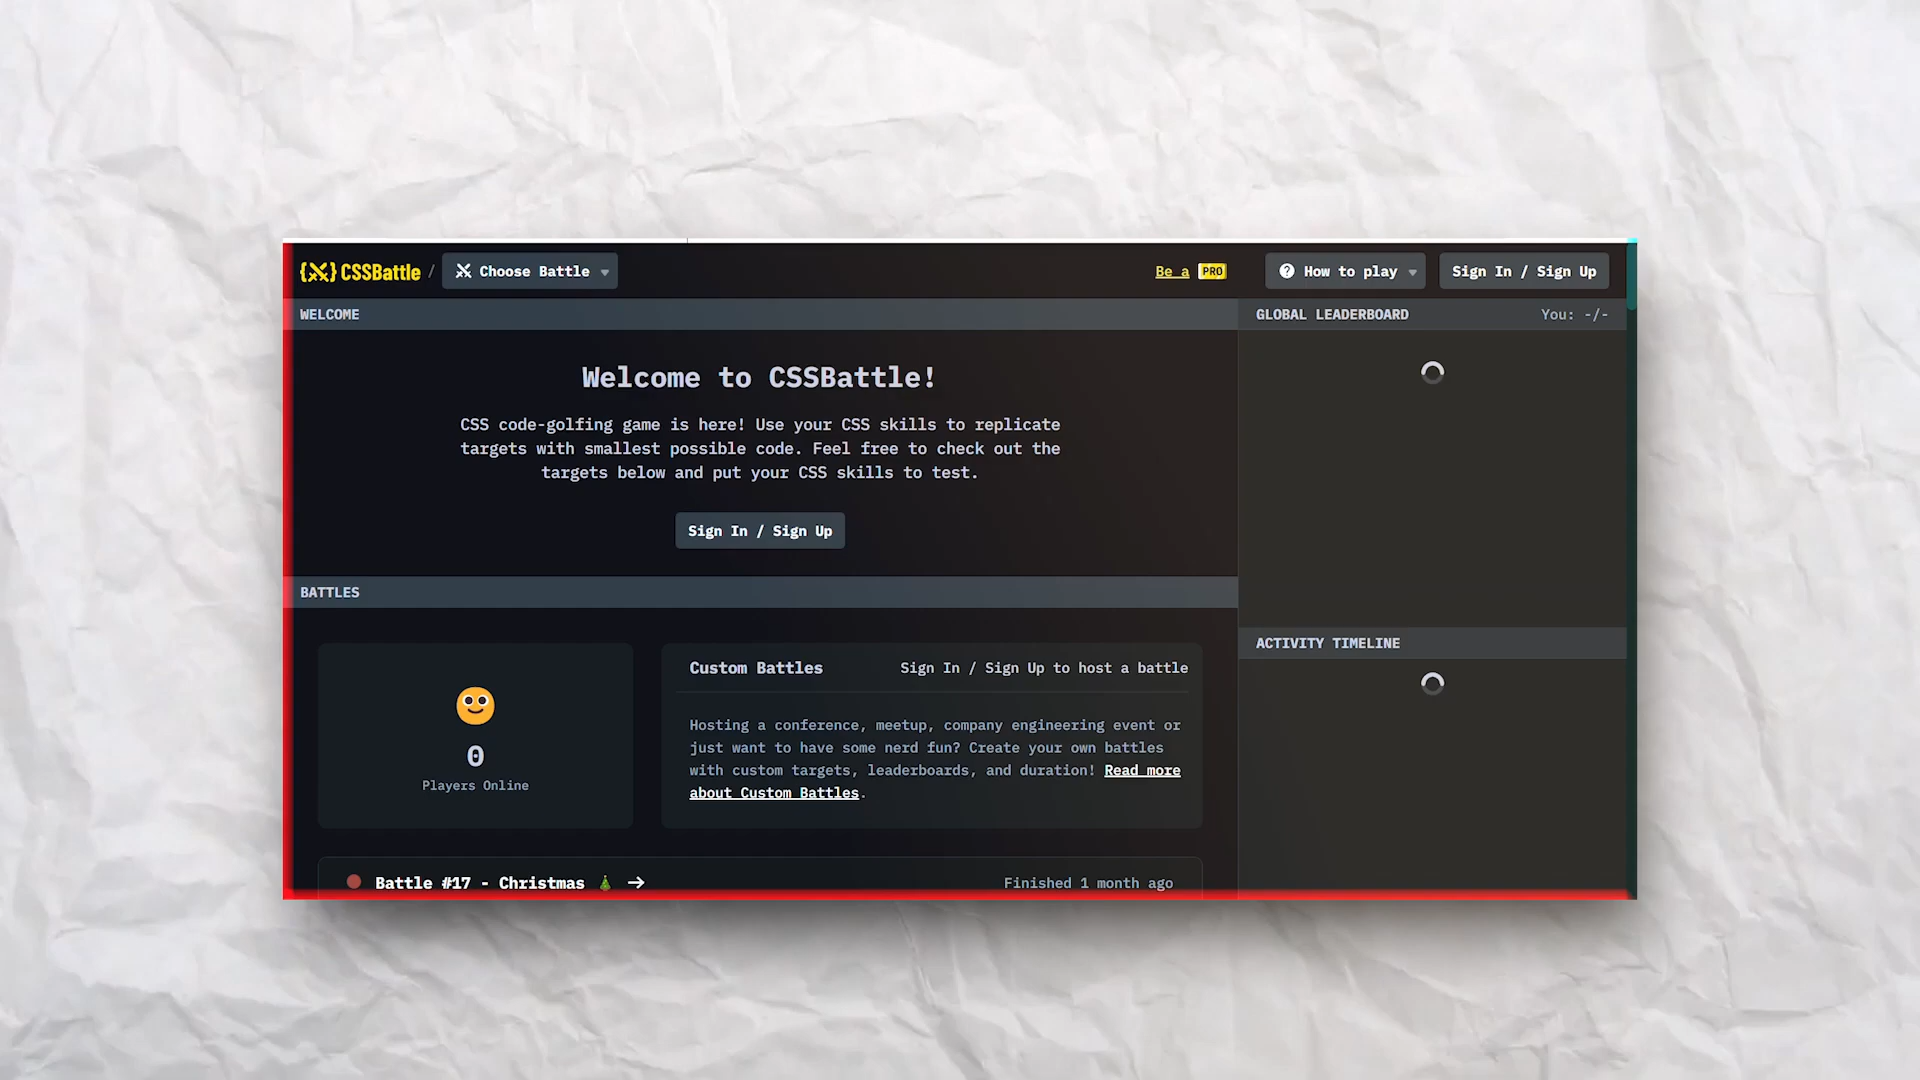 {⚔} CSSBattle / Choose Battle
Be a PRO
How to play
Sign In / Sign Up
WELCOME
Welcome to CSSBattle!
CSS code-golfing game is here! Use your CSS skills to replicate
targets with smallest possible code. Feel free to check out the
targets below and put your CSS skills to test.
Sign In / Sign Up
BATTLES
0
Players Online
Custom Battles
Sign In / Sign Up to host a battle
Hosting a conference, meetup, company engineering event or
just want to have some nerd fun? Create your own battles
with custom targets, leaderboards, and duration! Read more
about Custom Battles.
Battle #17 - Christmas 🎄 →
Finished 1 month ago
GLOBAL LEADERBOARD
You: -/-
ACTIVITY TIMELINE